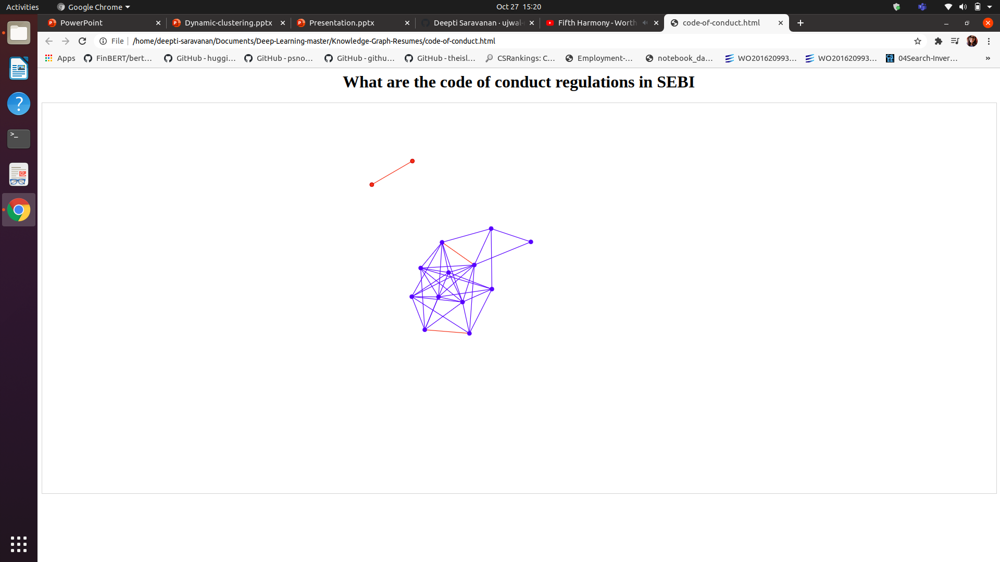 Activities Google Chrome Oct 27 15:20
PowerPoint Dynamic-clustering.pptx Presentation.pptx Deepti Saravanan · ujwal- Fifth Harmony - Worth code-of-conduct.html
File /home/deepti-saravanan/Documents/Deep-Learning-master/Knowledge-Graph-Resumes/code-of-conduct.html
Apps FinBERT/bert... GitHub - huggi... GitHub - psno... GitHub - githu... GitHub - theisl... CSRankings: C... Employment-... notebook_da... WO201620993... WO201620993... 04Search-Inver... »
What are the code of conduct regulations in SEBI